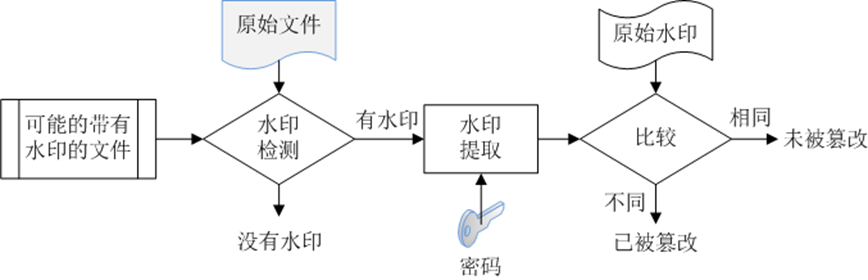 原始文件
原始水印
可能的带有
水印的文件
水印
检测
有水印
水印
提取
比较
相同
未被篡改
不同
没有水印
已被篡改
密码